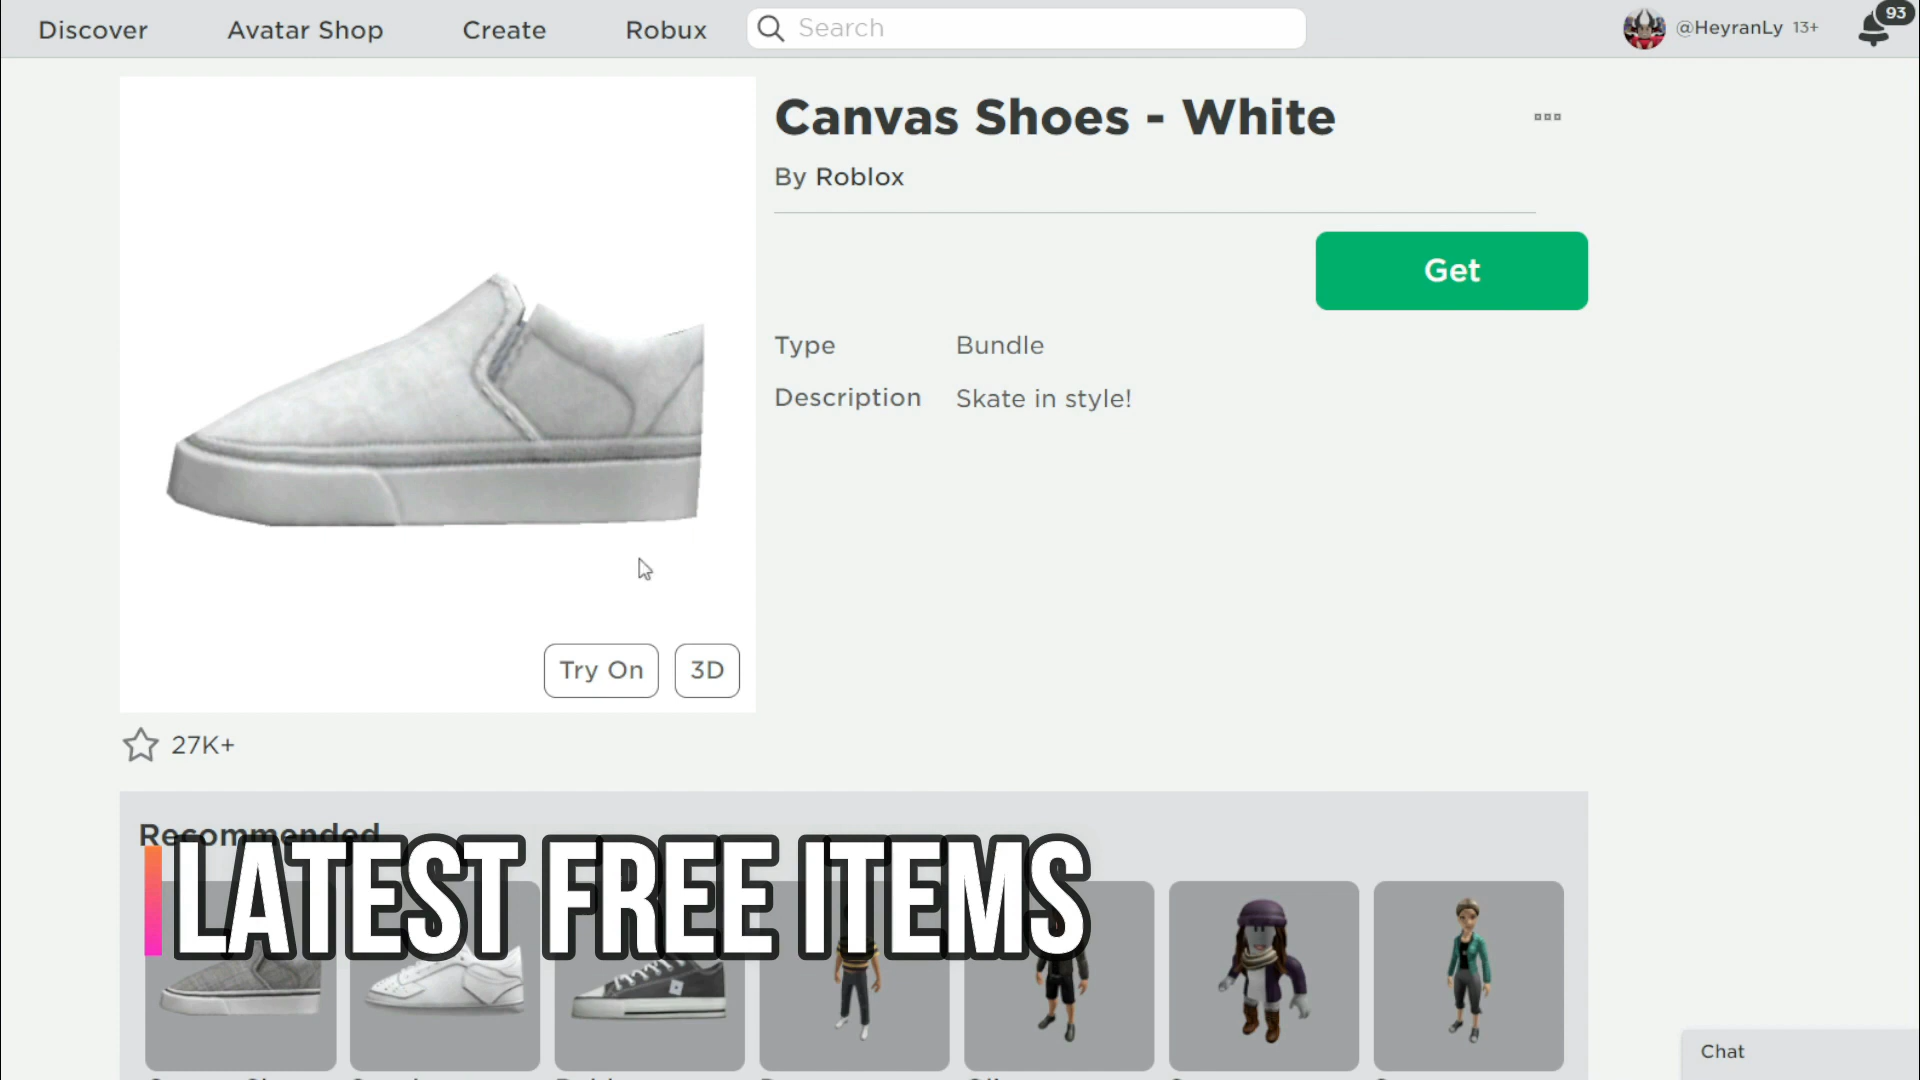 Discover Avatar Shop Create Robux Search @HeyranLy 13+ 93
Canvas Shoes - White
By Roblox
Get
Type Bundle
Description Skate in style!
Try On 3D
27K+
Recommended
LATEST FREE ITEMS
Chat